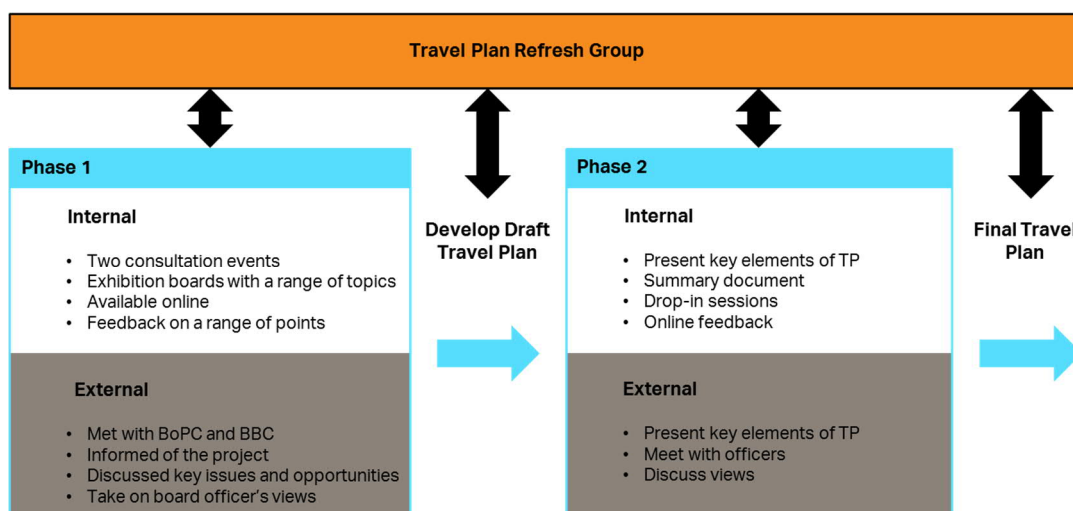 Travel Plan Refresh Group
Phase 1
Internal
• Two consultation events
• Exhibition boards with a range of topics
• Available online
• Feedback on a range of points
External
• Met with BoPC and BBC
• Informed of the project
• Discussed key issues and opportunities
• Take on board officer's views
Develop Draft
Travel Plan
Phase 2
Internal
• Present key elements of TP
• Summary document
• Drop-in sessions
• Online feedback
External
• Present key elements of TP
• Meet with officers
• Discuss views
Final Travel
Plan